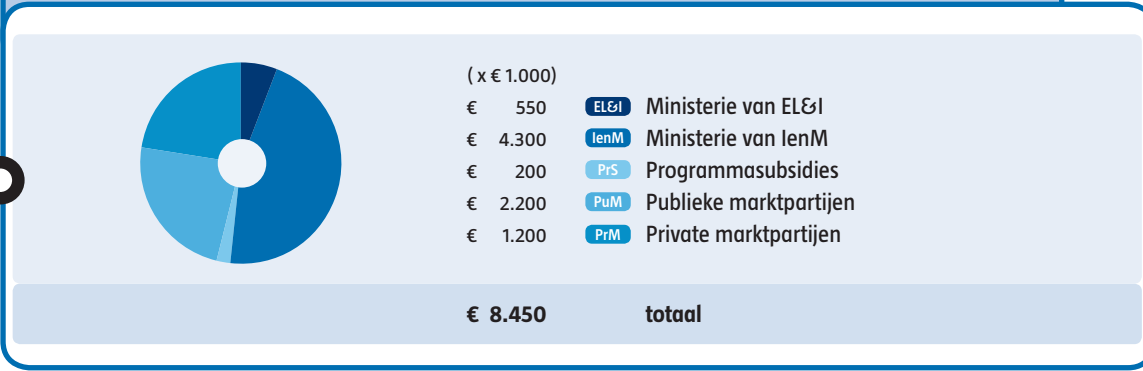 ( x € 1.000)
€ 550 EL&I Ministerie van EL&I
€ 4.300 IenM Ministerie van IenM
€ 200 PrS Programmasubsidies
€ 2.200 PuM Publieke marktpartijen
€ 1.200 PrM Private marktpartijen
€ 8.450 totaal